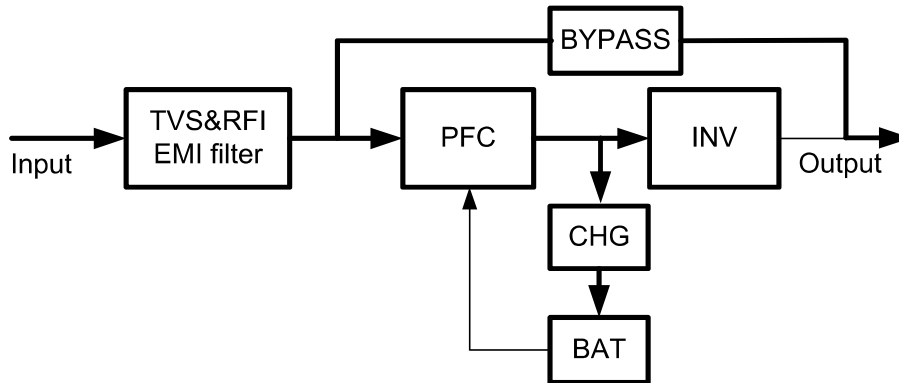 BYPASS
TVS&RFI
EMI filter
PFC
INV
Input
Output
CHG
BAT